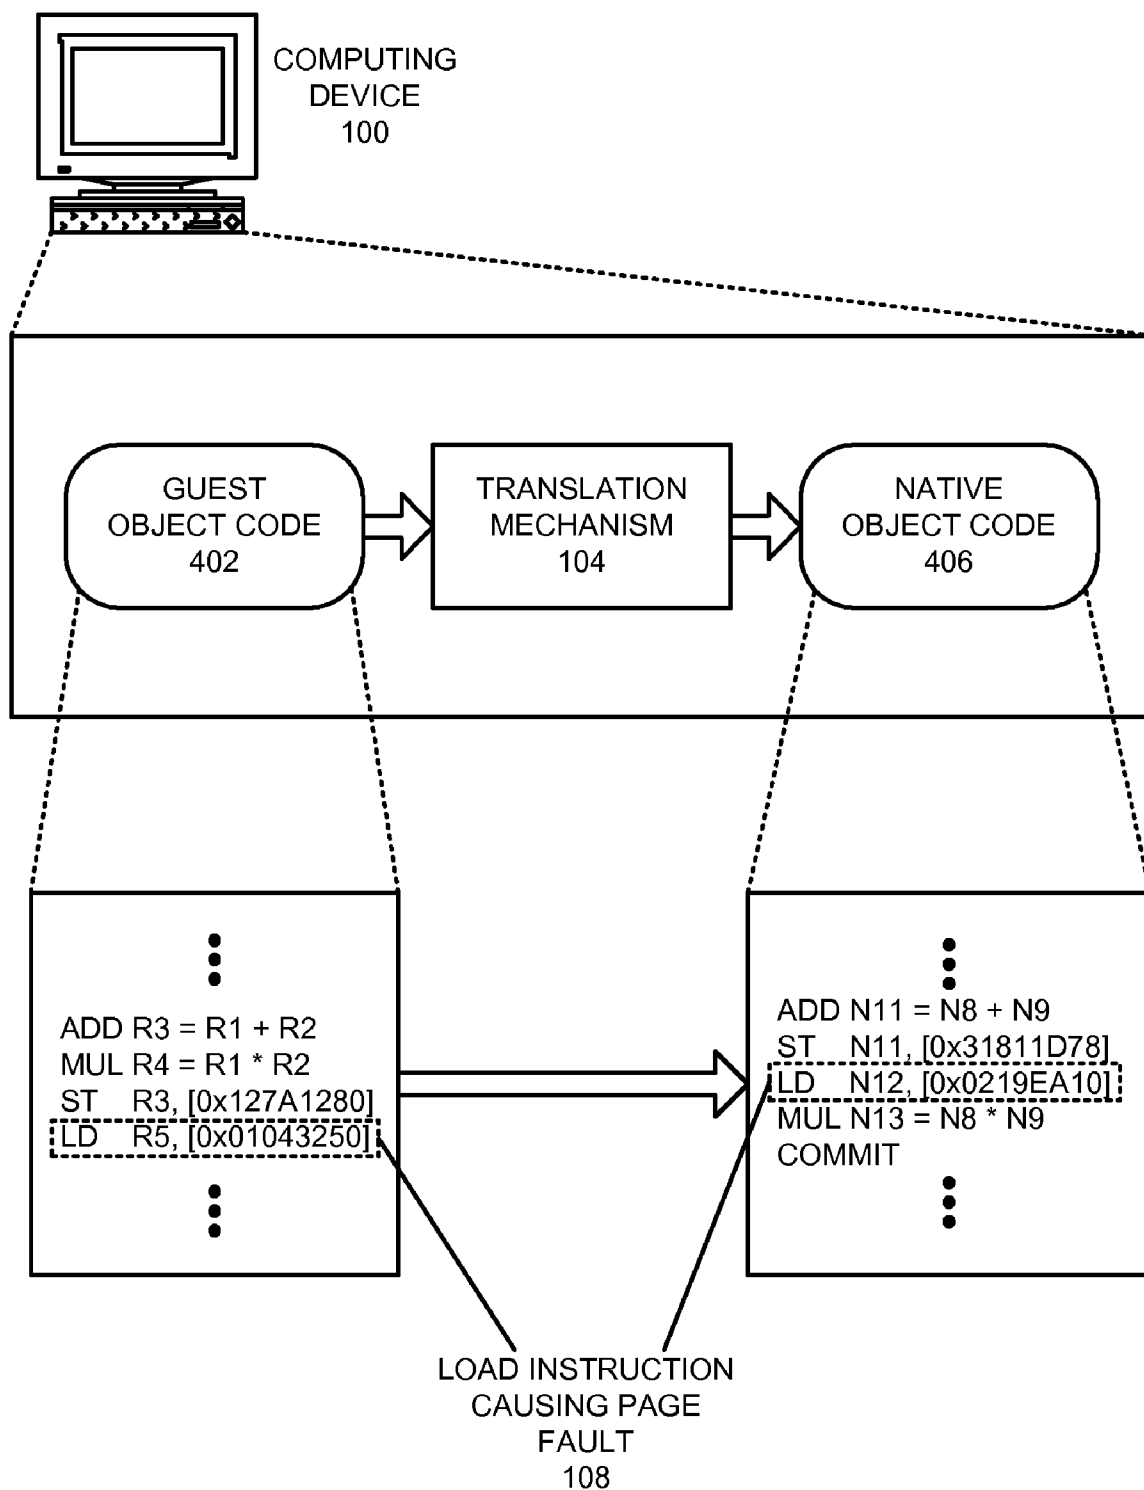 COMPUTING
DEVICE
100
GUEST
OBJECT CODE
402
TRANSLATION
MECHANISM
104
NATIVE
OBJECT CODE
406
ADD R3 = R1 + R2
MUL R4 = R1 * R2
ST R3, [0x127A1280]
LD R5, [0x01043250]
ADD N11 = N8 + N9
ST N11, [0x31811D78]
LD N12, [0x0219EA10]
MUL N13 = N8 * N9
COMMIT
LOAD INSTRUCTION
CAUSING PAGE
FAULT
108